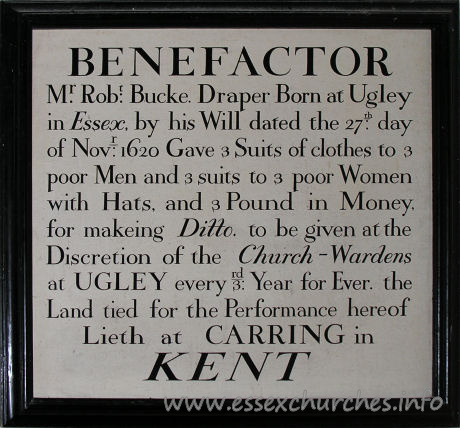 BENEFACTOR
Mr. Robr. Bucke. Draper Born at Ugley
in Essex, by his Will dated the 27th. day
of Novr. 1620 Gave 3 Suits of clothes to 3
poor Men and 3 suits to 3 poor Women
with Hats, and 3 Pound in Money,
for makeing Ditto. to be given at the
Discretion of the Church-Wardens
at UGLEY every 3rd. Year for Ever. the
Land tied for the Performance hereof
Lieth at CARRING in
KENT
www.essexchurches.info